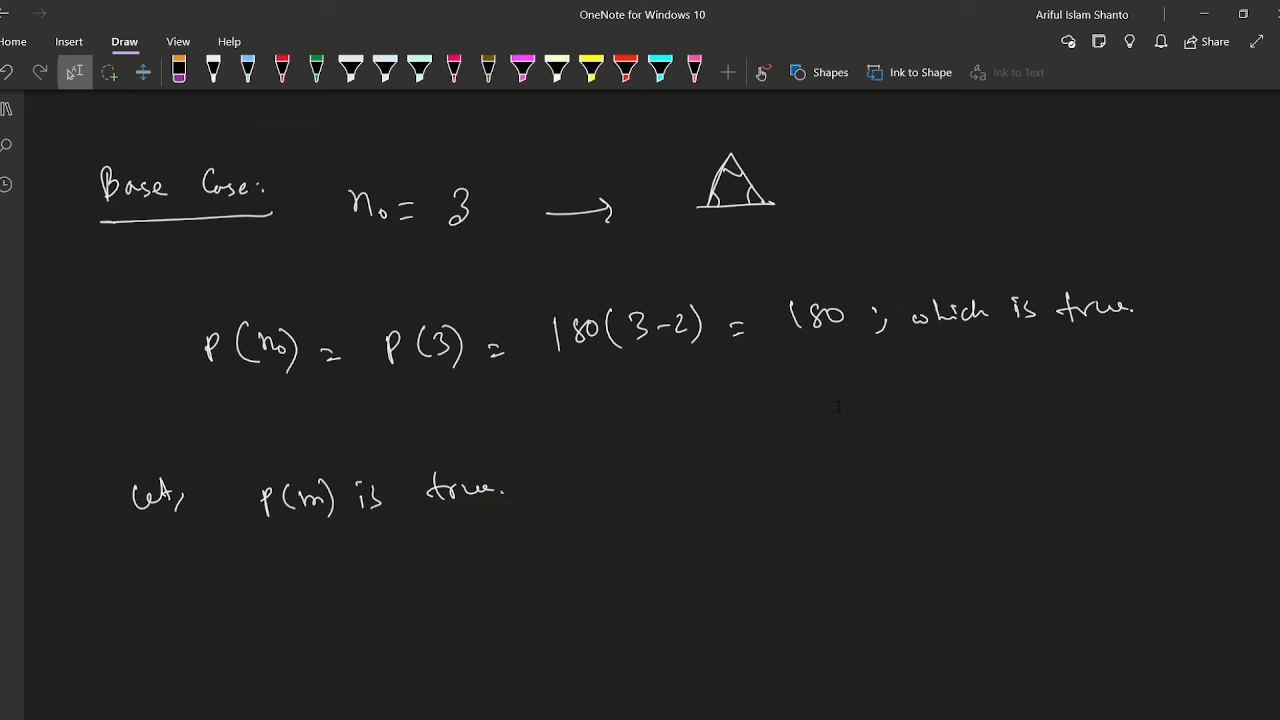 OneNote for Windows 10
Ariful Islam Shanto
Home Insert Draw View Help
Share
Shapes Ink to Shape Ink to Text
Base Case: n₀ = 3 →
P(n₀) = P(3) = 180(3-2) = 180 ; which is true.
Let, P(m) is true.